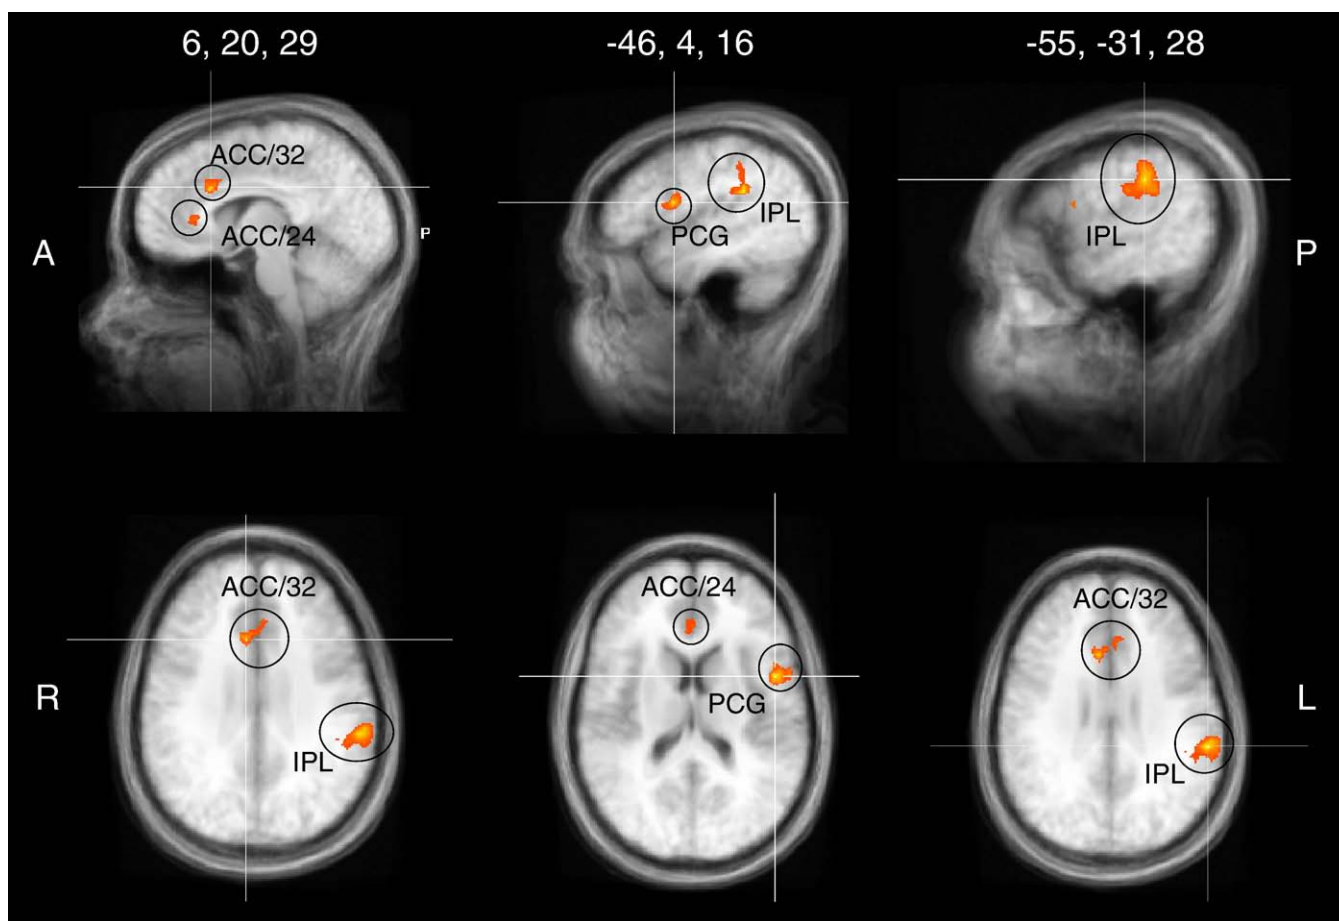 6, 20, 29
-46, 4, 16
-55, -31, 28
ACC/32
ACC/24
P
A
PCG
IPL
IPL
P
ACC/32
IPL
R
ACC/24
PCG
ACC/32
IPL
L